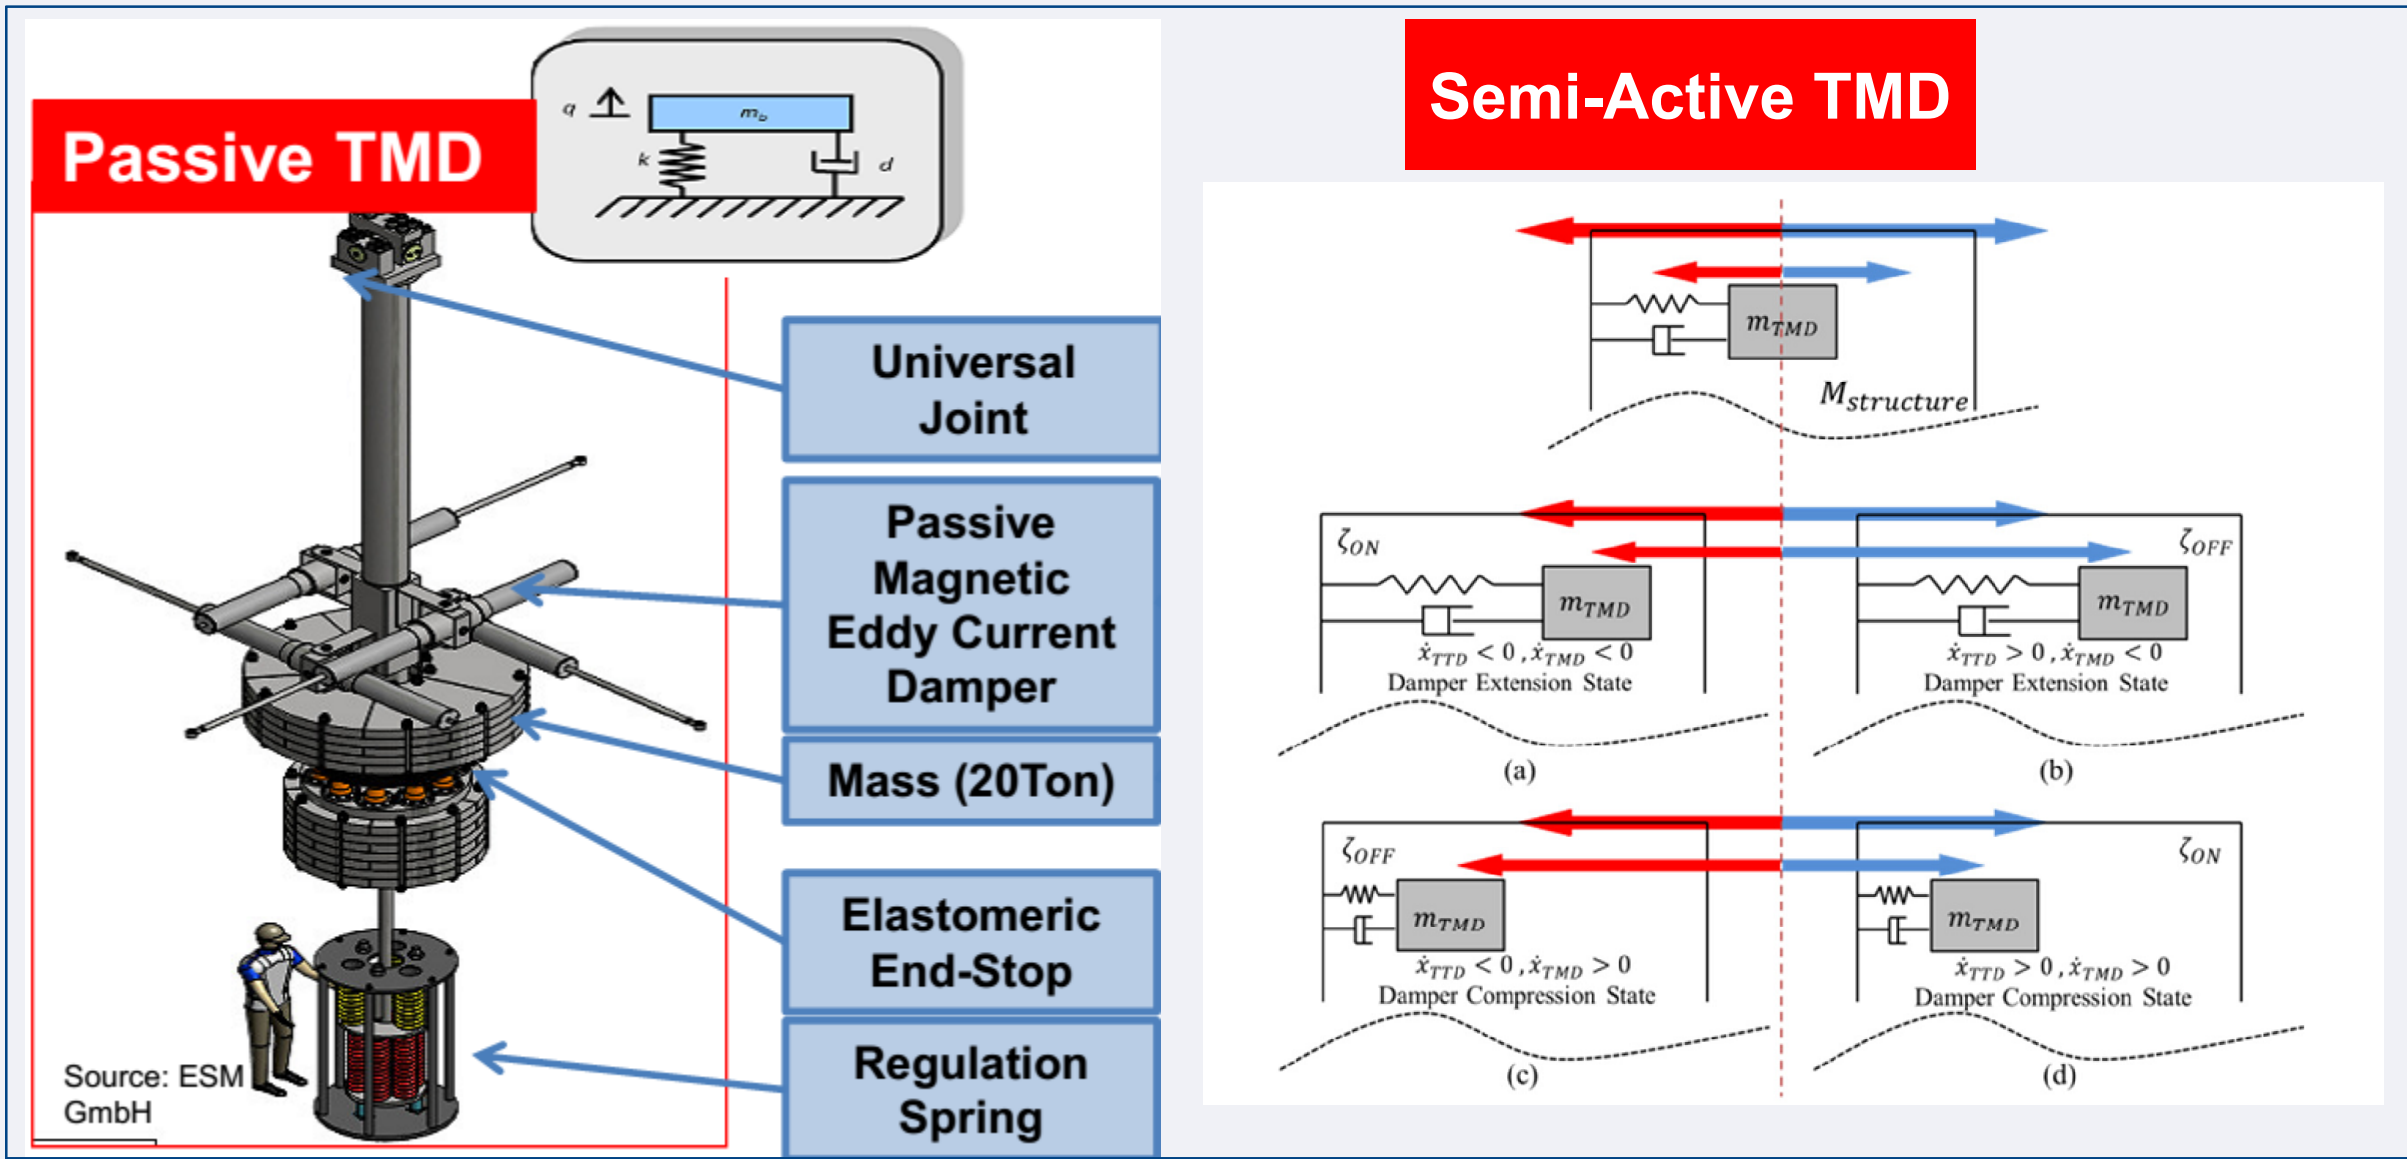 Passive TMD
q
m_b
k
d
Universal
Joint
Passive
Magnetic
Eddy Current
Damper
Mass (20Ton)
Elastomeric
End-Stop
Regulation
Spring
Source: ESM
GmbH
Semi-Active TMD
m_TMD
M_structure
ζ_ON
m_TMD
ẋ_TTD < 0 , ẋ_TMD < 0
Damper Extension State
(a)
ζ_OFF
m_TMD
ẋ_TTD > 0 , ẋ_TMD < 0
Damper Extension State
(b)
ζ_OFF
m_TMD
ẋ_TTD < 0 , ẋ_TMD > 0
Damper Compression State
(c)
ζ_ON
m_TMD
ẋ_TTD > 0 , ẋ_TMD > 0
Damper Compression State
(d)